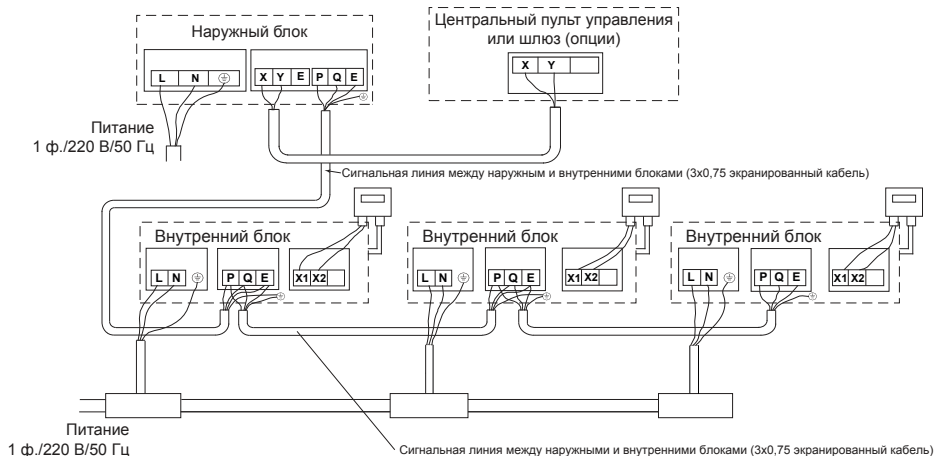 Наружный блок
Центральный пульт управления
или шлюз (опции)
L N
X Y E P Q E
X Y
Питание
1 ф./220 В/50 Гц
Сигнальная линия между наружным и внутренними блоками (3х0,75 экранированный кабель)
Внутренний блок
L N
P Q E
X1 X2
Внутренний блок
L N
P Q E
X1 X2
Внутренний блок
L N
P Q E
X1 X2
Питание
1 ф./220 В/50 Гц
Сигнальная линия между наружными и внутренними блоками (3х0,75 экранированный кабель)